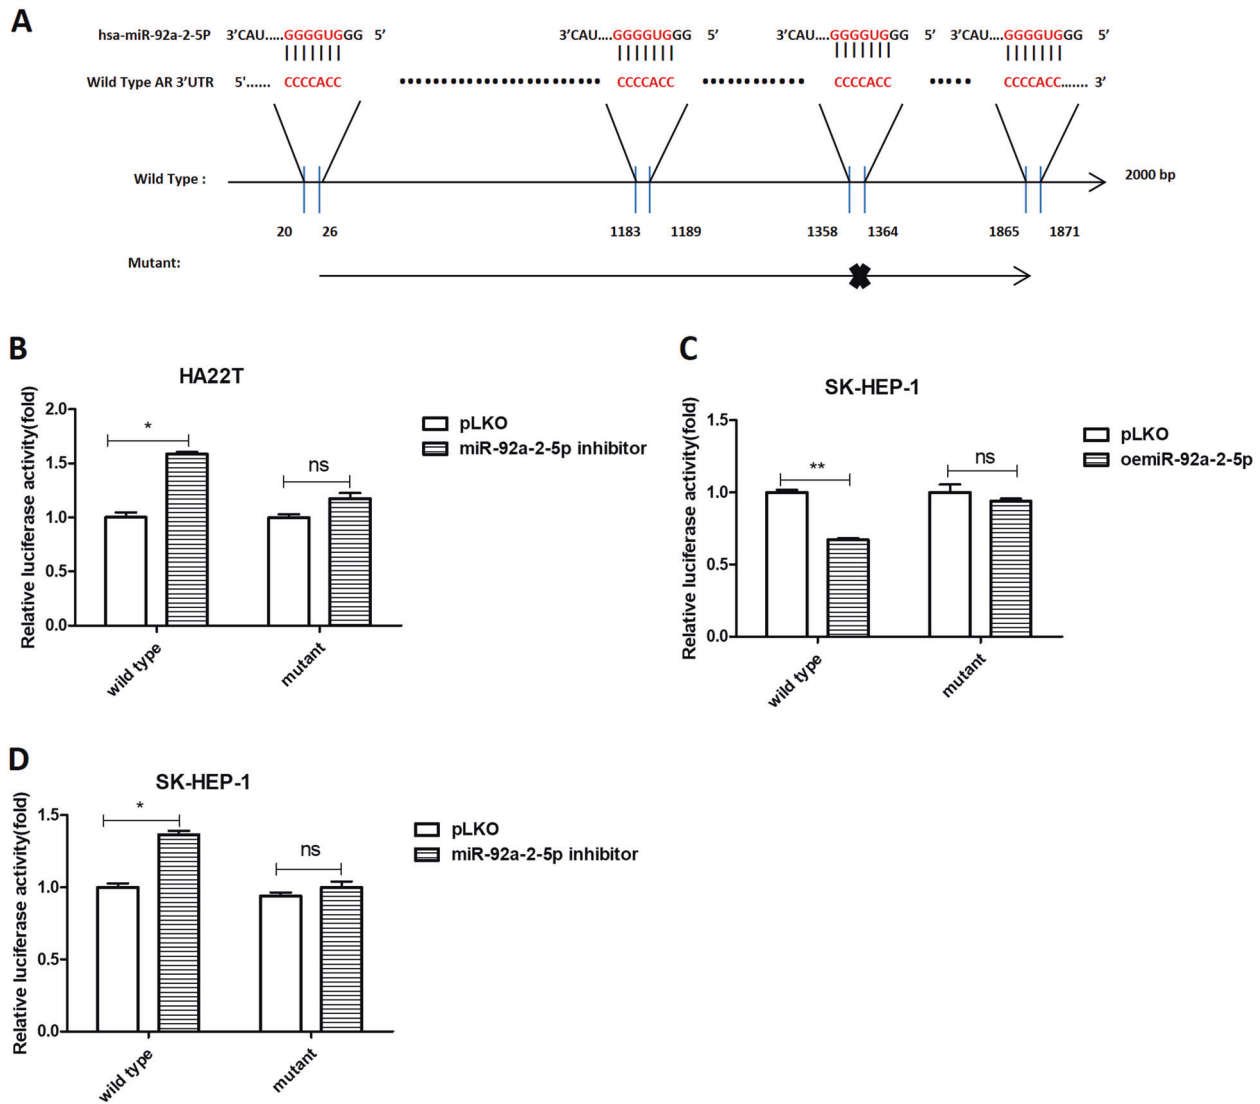 A
hsa-miR-92a-2-5P 3’CAU.....GGGGUGGG 5’ 3’CAU....GGGGUGGG 5’ 3’CAU....GGGGUGGG 5’ 3’CAU....GGGGUGGG 5’
Wild Type AR 3’UTR 5'...... CCCCACC CCCCACC CCCCACC CCCCACC....... 3’
Wild Type : 2000 bp
20 26 1183 1189 1358 1364 1865 1871
Mutant:
B
HA22T
Relative luciferase activity(fold)
2.0
1.5
1.0
0.5
0.0
*
ns
wild type
mutant
pLKO
miR-92a-2-5p inhibitor
C
SK-HEP-1
Relative luciferase activity(fold)
1.5
1.0
0.5
0.0
**
ns
wild type
mutant
pLKO
oemiR-92a-2-5p
D
SK-HEP-1
Relative luciferase activity(fold)
1.5
1.0
0.5
0.0
*
ns
wild type
mutant
pLKO
miR-92a-2-5p inhibitor